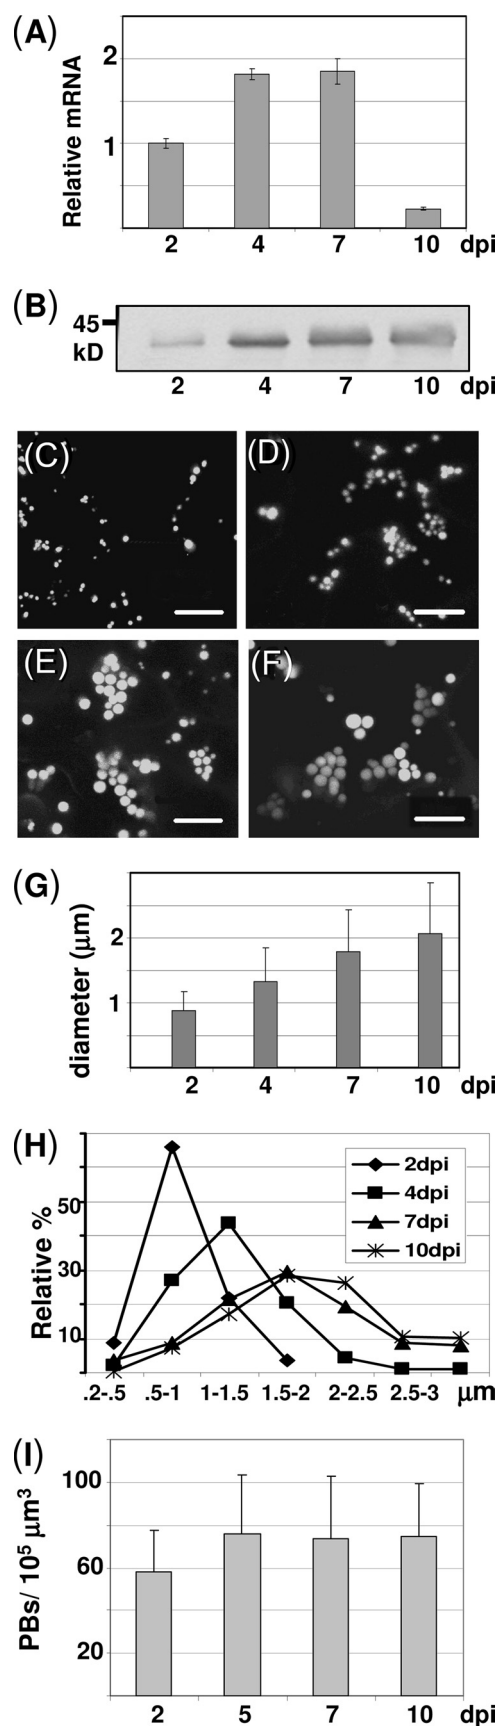 (A)
Relative mRNA
2
1
2 4 7 10 dpi
(B)
45
kD
2 4 7 10 dpi
(C)
(D)
(E)
(F)
(G)
diameter (μm)
2
1
2 4 7 10 dpi
(H)
Relative %
50
30
10
2dpi
4dpi
7dpi
10dpi
.2-.5 .5-1 1-1.5 1.5-2 2-2.5 2.5-3 μm
(I)
PBs/ 10⁵ μm³
100
60
20
2 5 7 10 dpi